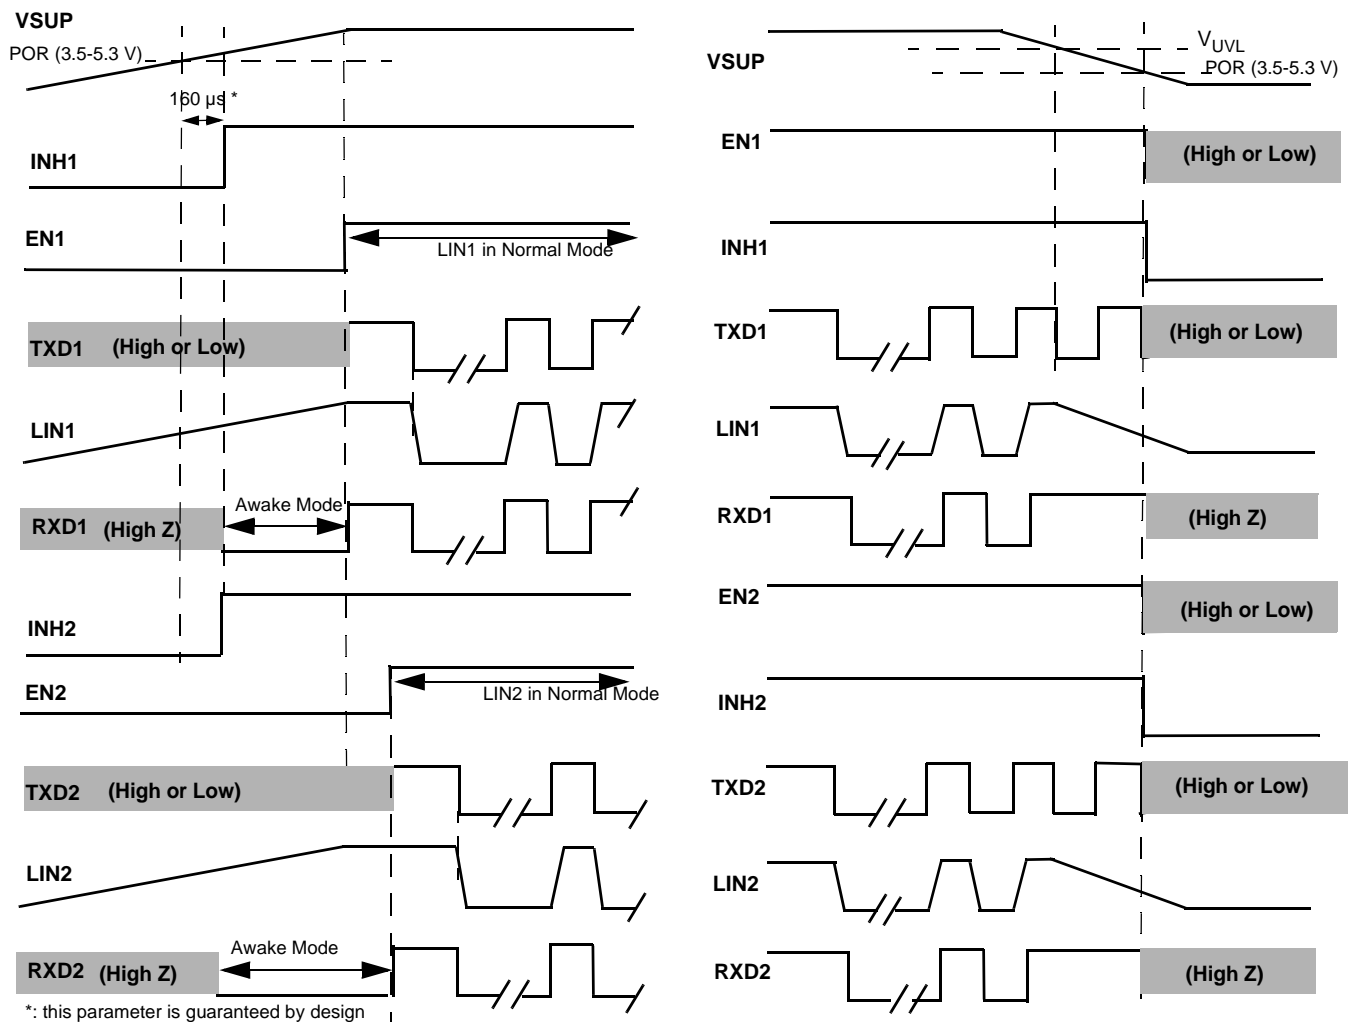 VSUP
POR (3.5-5.3 V)
160 µs *
INH1
EN1
LIN1 in Normal Mode
TXD1 (High or Low)
LIN1
Awake Mode
RXD1 (High Z)
INH2
EN2
LIN2 in Normal Mode
TXD2 (High or Low)
LIN2
Awake Mode
RXD2 (High Z)
*: this parameter is guaranteed by design
VUVL
VSUP
POR (3.5-5.3 V)
EN1
(High or Low)
INH1
TXD1
(High or Low)
LIN1
RXD1
(High Z)
EN2
(High or Low)
INH2
TXD2
(High or Low)
LIN2
RXD2
(High Z)